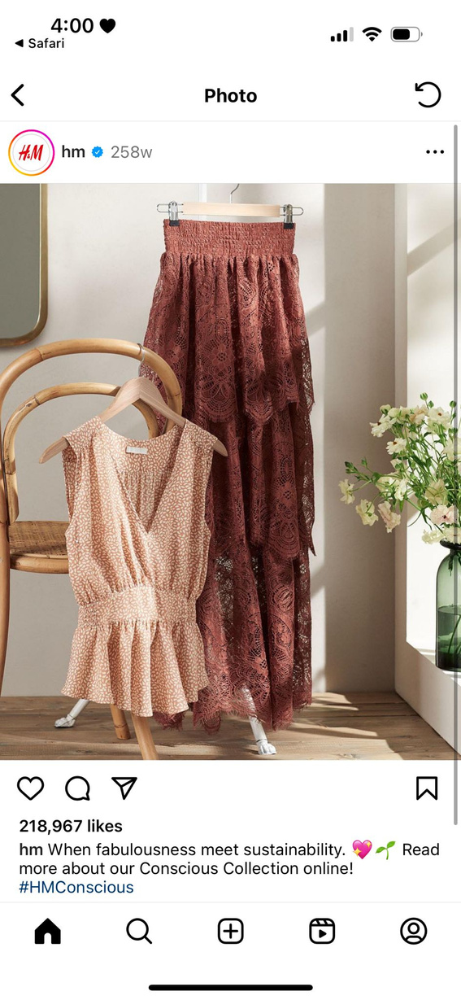 4:00
Safari
Photo
H&M
hm 258w
218,967 likes
hm When fabulousness meet sustainability. 💖🌱 Read
more about our Conscious Collection online!
#HMConscious